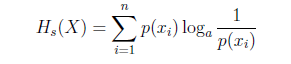 H_s(X) = \sum_{i=1}^{n} p(x_i) \log_a \frac{1}{p(x_i)}